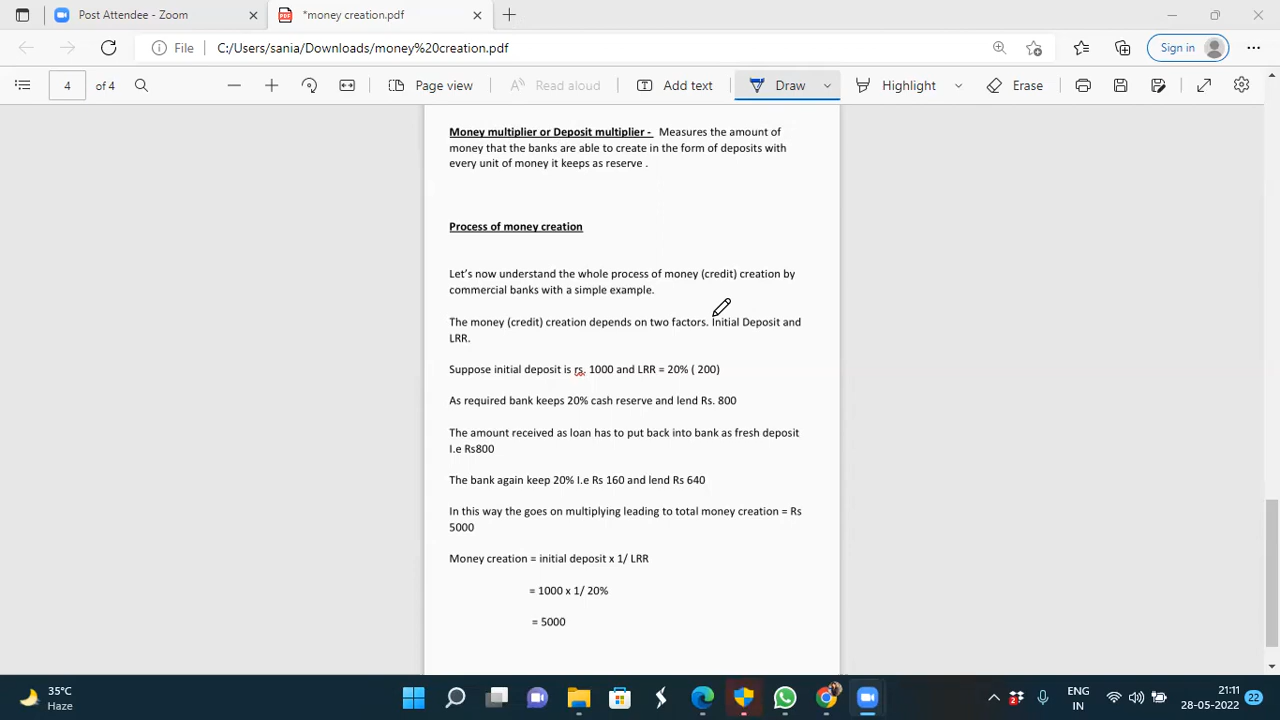 Post Attendee - Zoom
*money creation.pdf
File
C:/Users/sania/Downloads/money%20creation.pdf
Sign in
4 of 4
Page view
Read aloud
Add text
Draw
Highlight
Erase
Money multiplier or Deposit multiplier - Measures the amount of
money that the banks are able to create in the form of deposits with
every unit of money it keeps as reserve .
Process of money creation
Let's now understand the whole process of money (credit) creation by
commercial banks with a simple example.
The money (credit) creation depends on two factors. Initial Deposit and
LRR.
Suppose initial deposit is rs. 1000 and LRR = 20% ( 200)
As required bank keeps 20% cash reserve and lend Rs. 800
The amount received as loan has to put back into bank as fresh deposit
I.e Rs800
The bank again keep 20% I.e Rs 160 and lend Rs 640
In this way the goes on multiplying leading to total money creation = Rs
5000
Money creation = initial deposit x 1/ LRR
= 1000 x 1/ 20%
= 5000
35°C
Haze
ENG
IN
21:11
28-05-2022
22
2